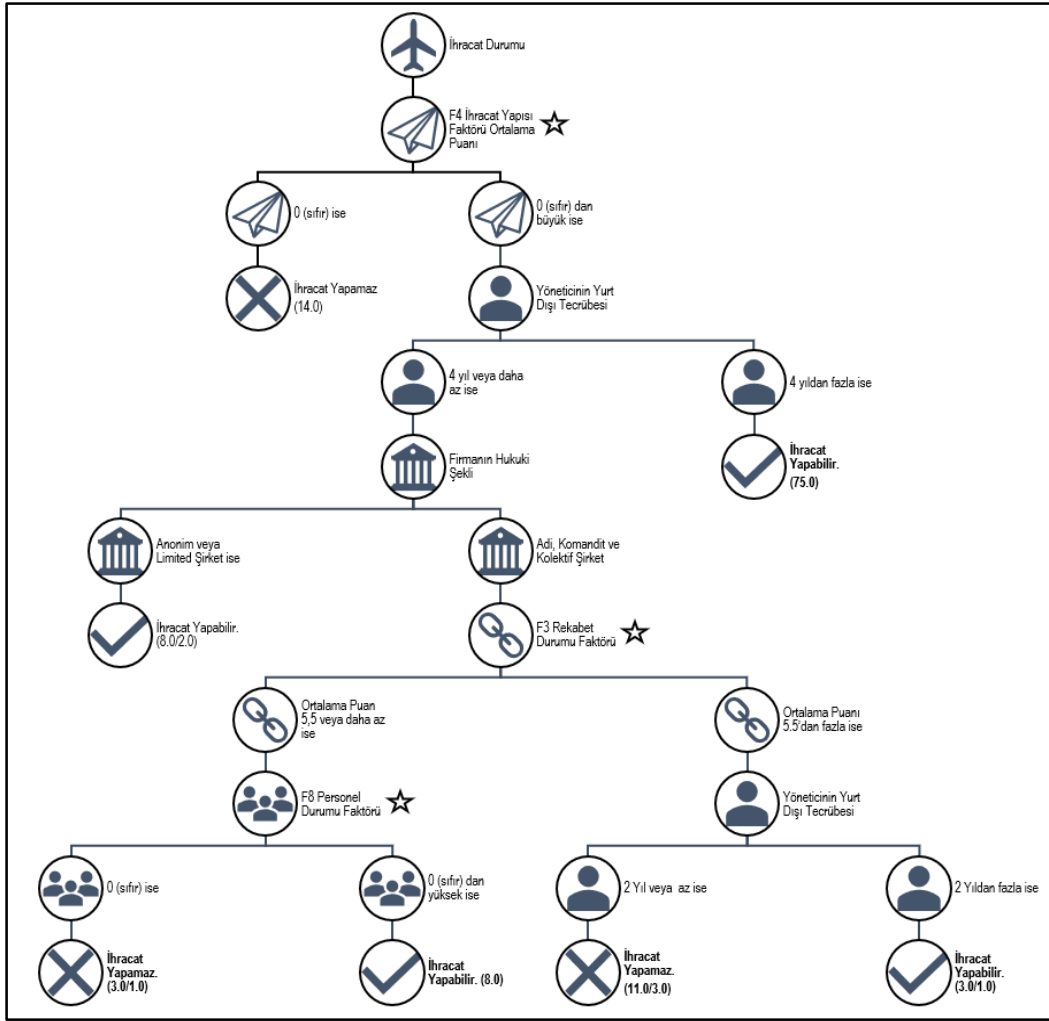 İhracat Durumu
F4 İhracat Yapısı
Faktörü Ortalama
Puanı
0 (sıfır) ise
0 (sıfır) dan
büyük ise
İhracat Yapamaz
(14.0)
Yöneticinin Yurt
Dışı Tecrübesi
4 yıl veya daha
az ise
4 yıldan fazla ise
Firmanın Hukuki
Şekli
İhracat
Yapabilir.
(75.0)
Anonim veya
Limited Şirket ise
Adi, Komandit ve
Kolektif Şirket
İhracat Yapabilir.
(8.0/2.0)
F3 Rekabet
Durumu Faktörü
Ortalama Puan
5,5 veya daha az
ise
Ortalama Puanı
5.5'dan fazla ise
F8 Personel
Durumu Faktörü
Yöneticinin Yurt
Dışı Tecrübesi
0 (sıfır) ise
0 (sıfır) dan
yüksek ise
2 Yıl veya az ise
2 Yıldan fazla ise
İhracat
Yapamaz.
(3.0/1.0)
İhracat
Yapabilir. (8.0)
İhracat
Yapamaz.
(11.0/3.0)
İhracat
Yapabilir.
(3.0/1.0)